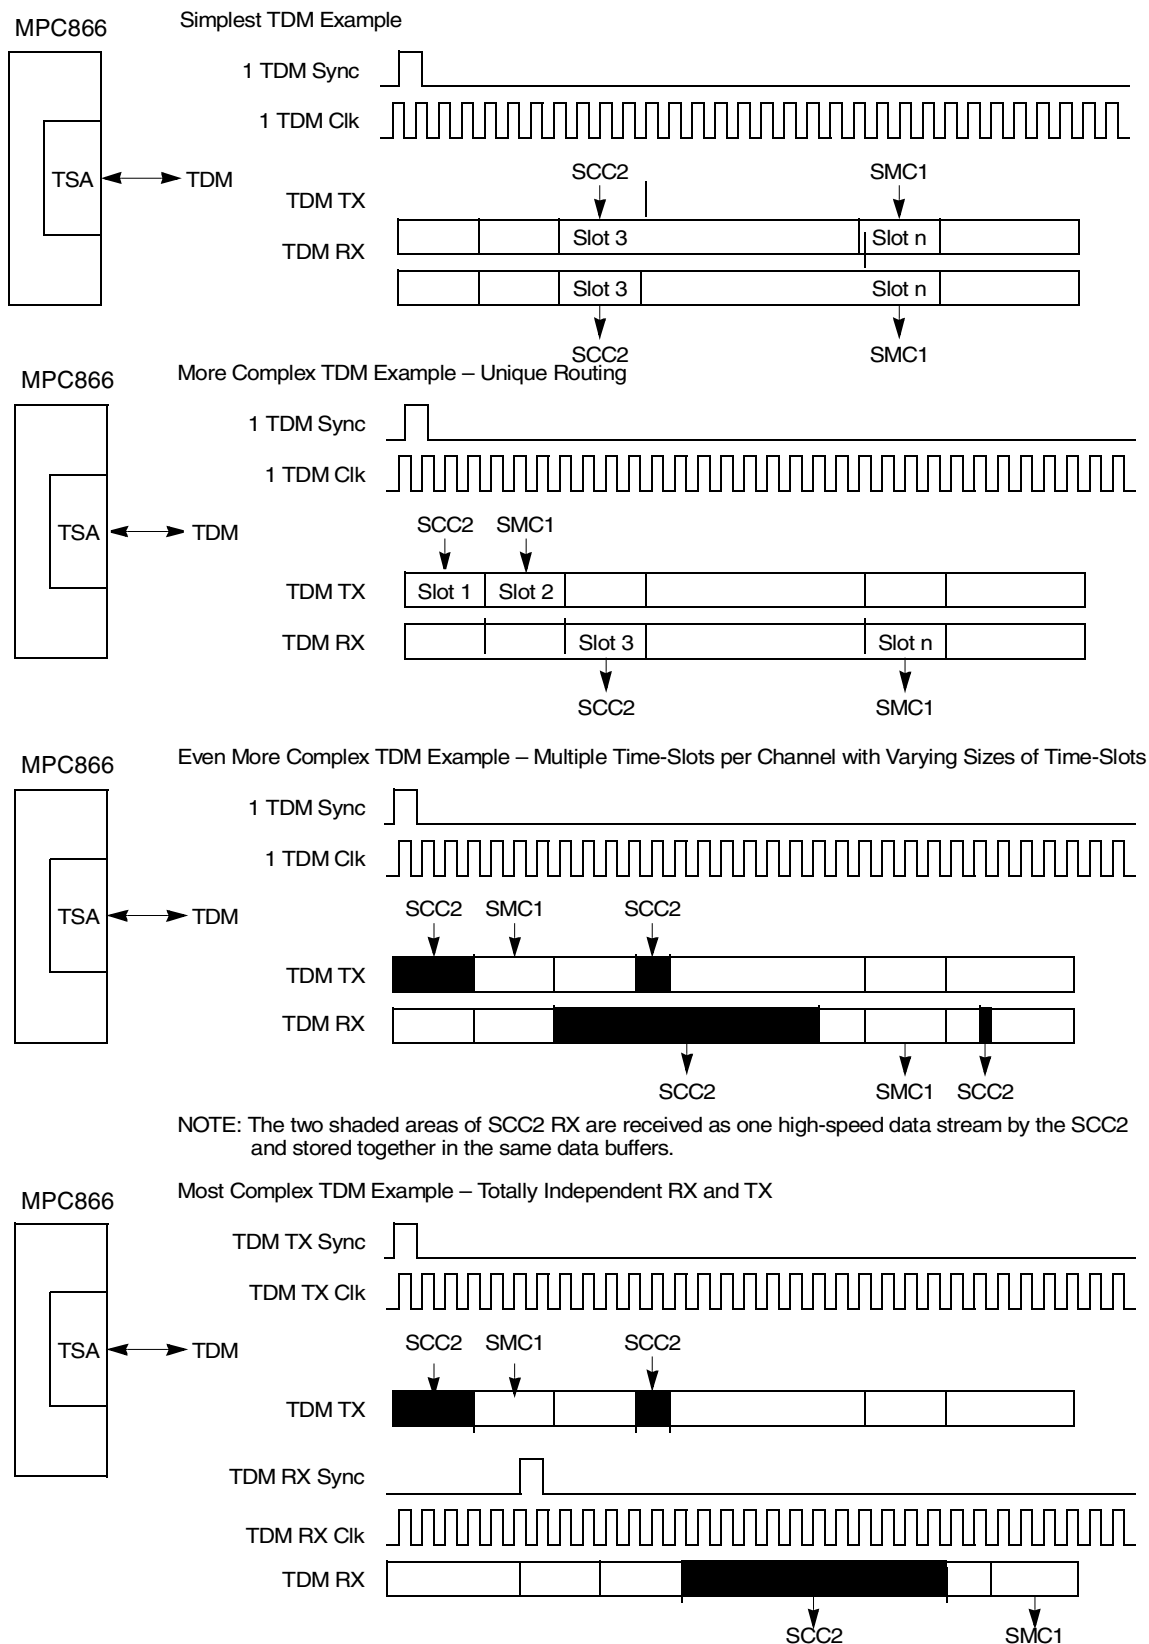 MPC866
Simplest TDM Example
1 TDM Sync
1 TDM Clk
TSA
TDM
SCC2
SMC1
TDM TX
Slot 3
Slot n
TDM RX
Slot 3
Slot n
SCC2
SMC1
MPC866
More Complex TDM Example – Unique Routing
1 TDM Sync
1 TDM Clk
TSA
TDM
SCC2
SMC1
TDM TX
Slot 1
Slot 2
TDM RX
Slot 3
Slot n
SCC2
SMC1
MPC866
Even More Complex TDM Example – Multiple Time-Slots per Channel with Varying Sizes of Time-Slots
1 TDM Sync
1 TDM Clk
TSA
TDM
SCC2
SMC1
SCC2
TDM TX
TDM RX
SCC2
SMC1
SCC2
NOTE: The two shaded areas of SCC2 RX are received as one high-speed data stream by the SCC2
and stored together in the same data buffers.
MPC866
Most Complex TDM Example – Totally Independent RX and TX
TDM TX Sync
TDM TX Clk
TSA
TDM
SCC2
SMC1
SCC2
TDM TX
TDM RX Sync
TDM RX Clk
TDM RX
SCC2
SMC1